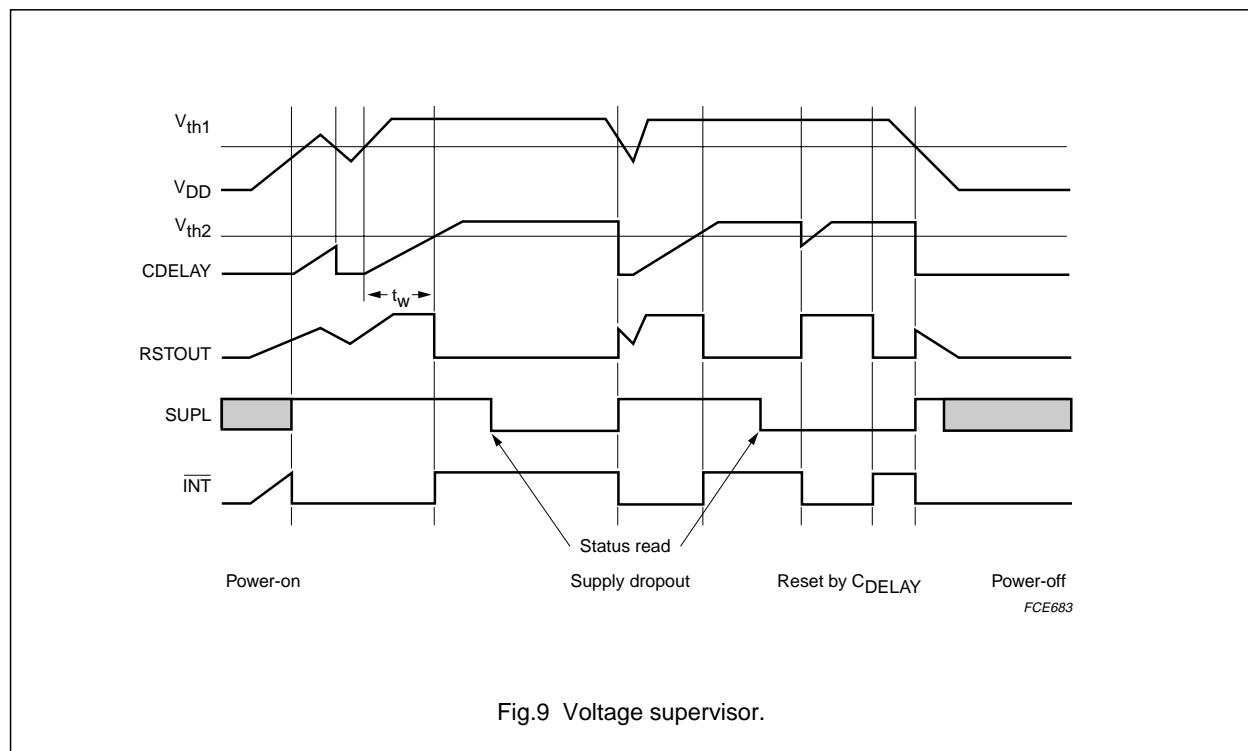 Vth1
VDD
Vth2
CDELAY
tw
RSTOUT
SUPL
INT
Status read
Power-on
Supply dropout
Reset by CDELAY
Power-off
FCE683
Fig.9 Voltage supervisor.